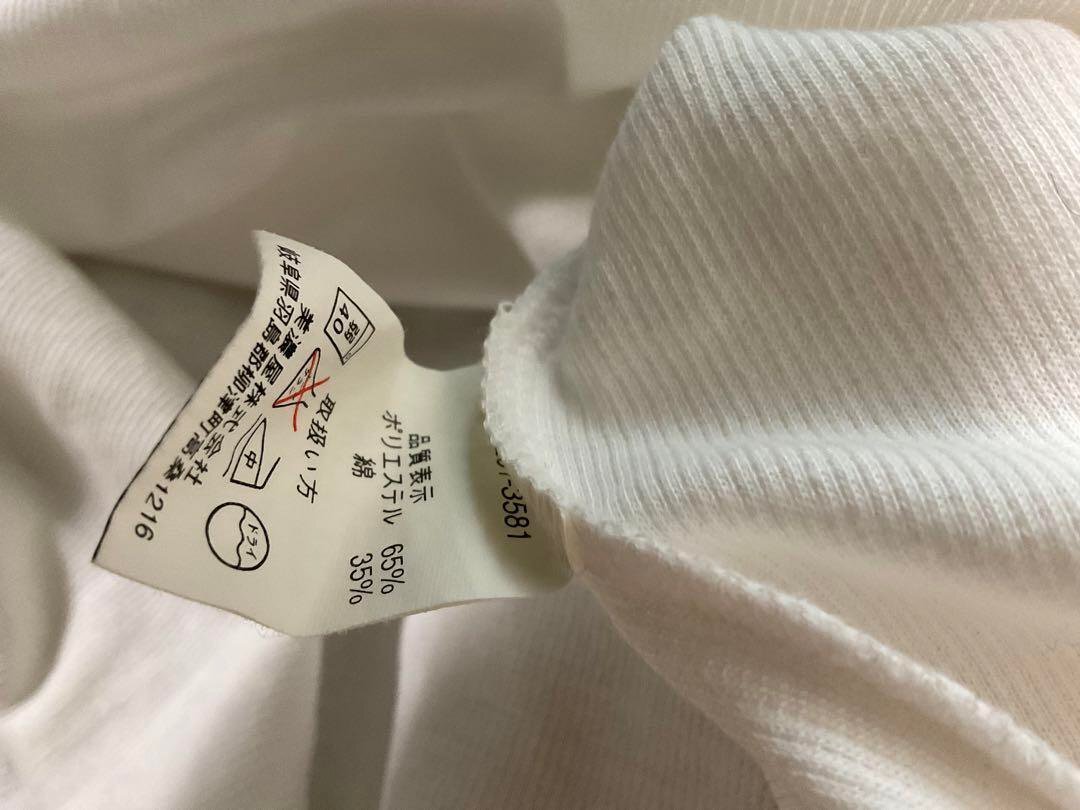 -3581
品質表示
ポリエステル 65%
綿 35%
取扱い方
弱
40
中
ドライ
美濃屋株式会社
岐阜県羽島郡柳津町高桑1216